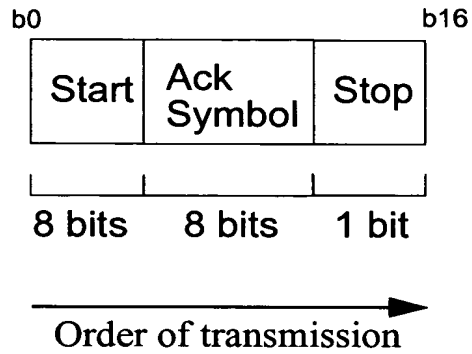 b0 b16
Start Ack Symbol Stop
8 bits 8 bits 1 bit
Order of transmission